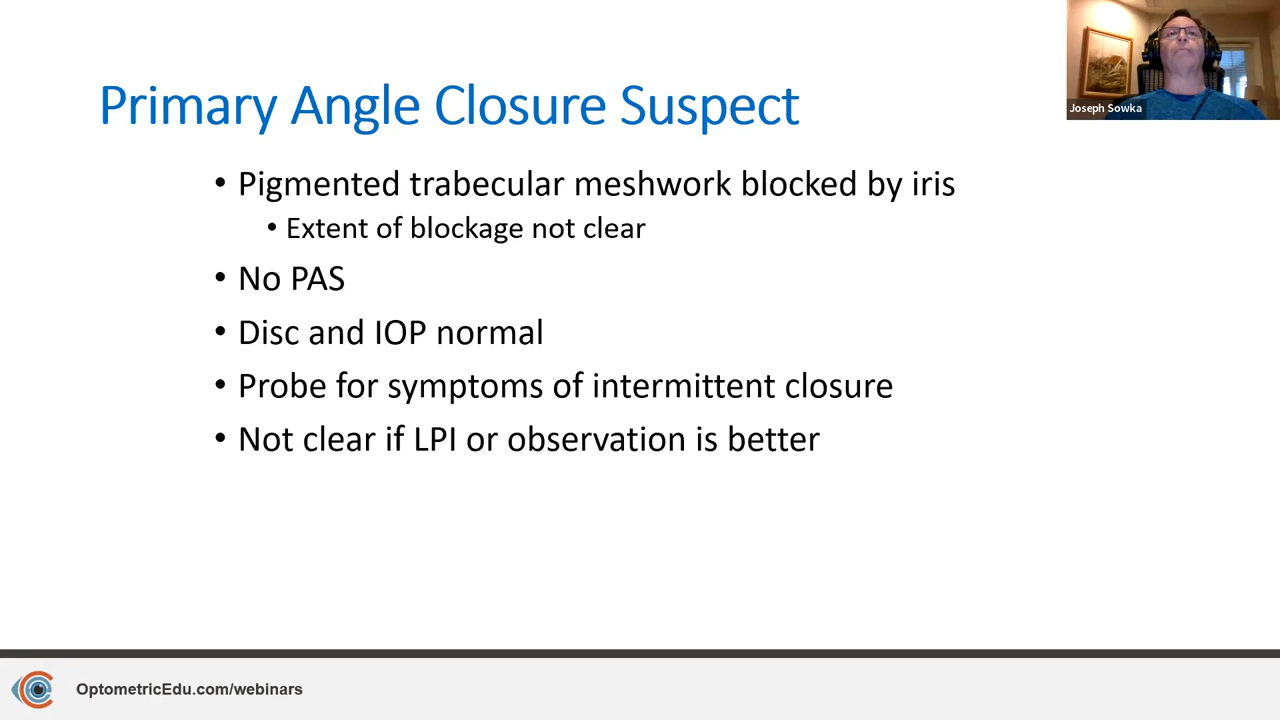 Joseph Sowka
Primary Angle Closure Suspect
• Pigmented trabecular meshwork blocked by iris
• Extent of blockage not clear
• No PAS
• Disc and IOP normal
• Probe for symptoms of intermittent closure
• Not clear if LPI or observation is better
OptometricEdu.com/webinars